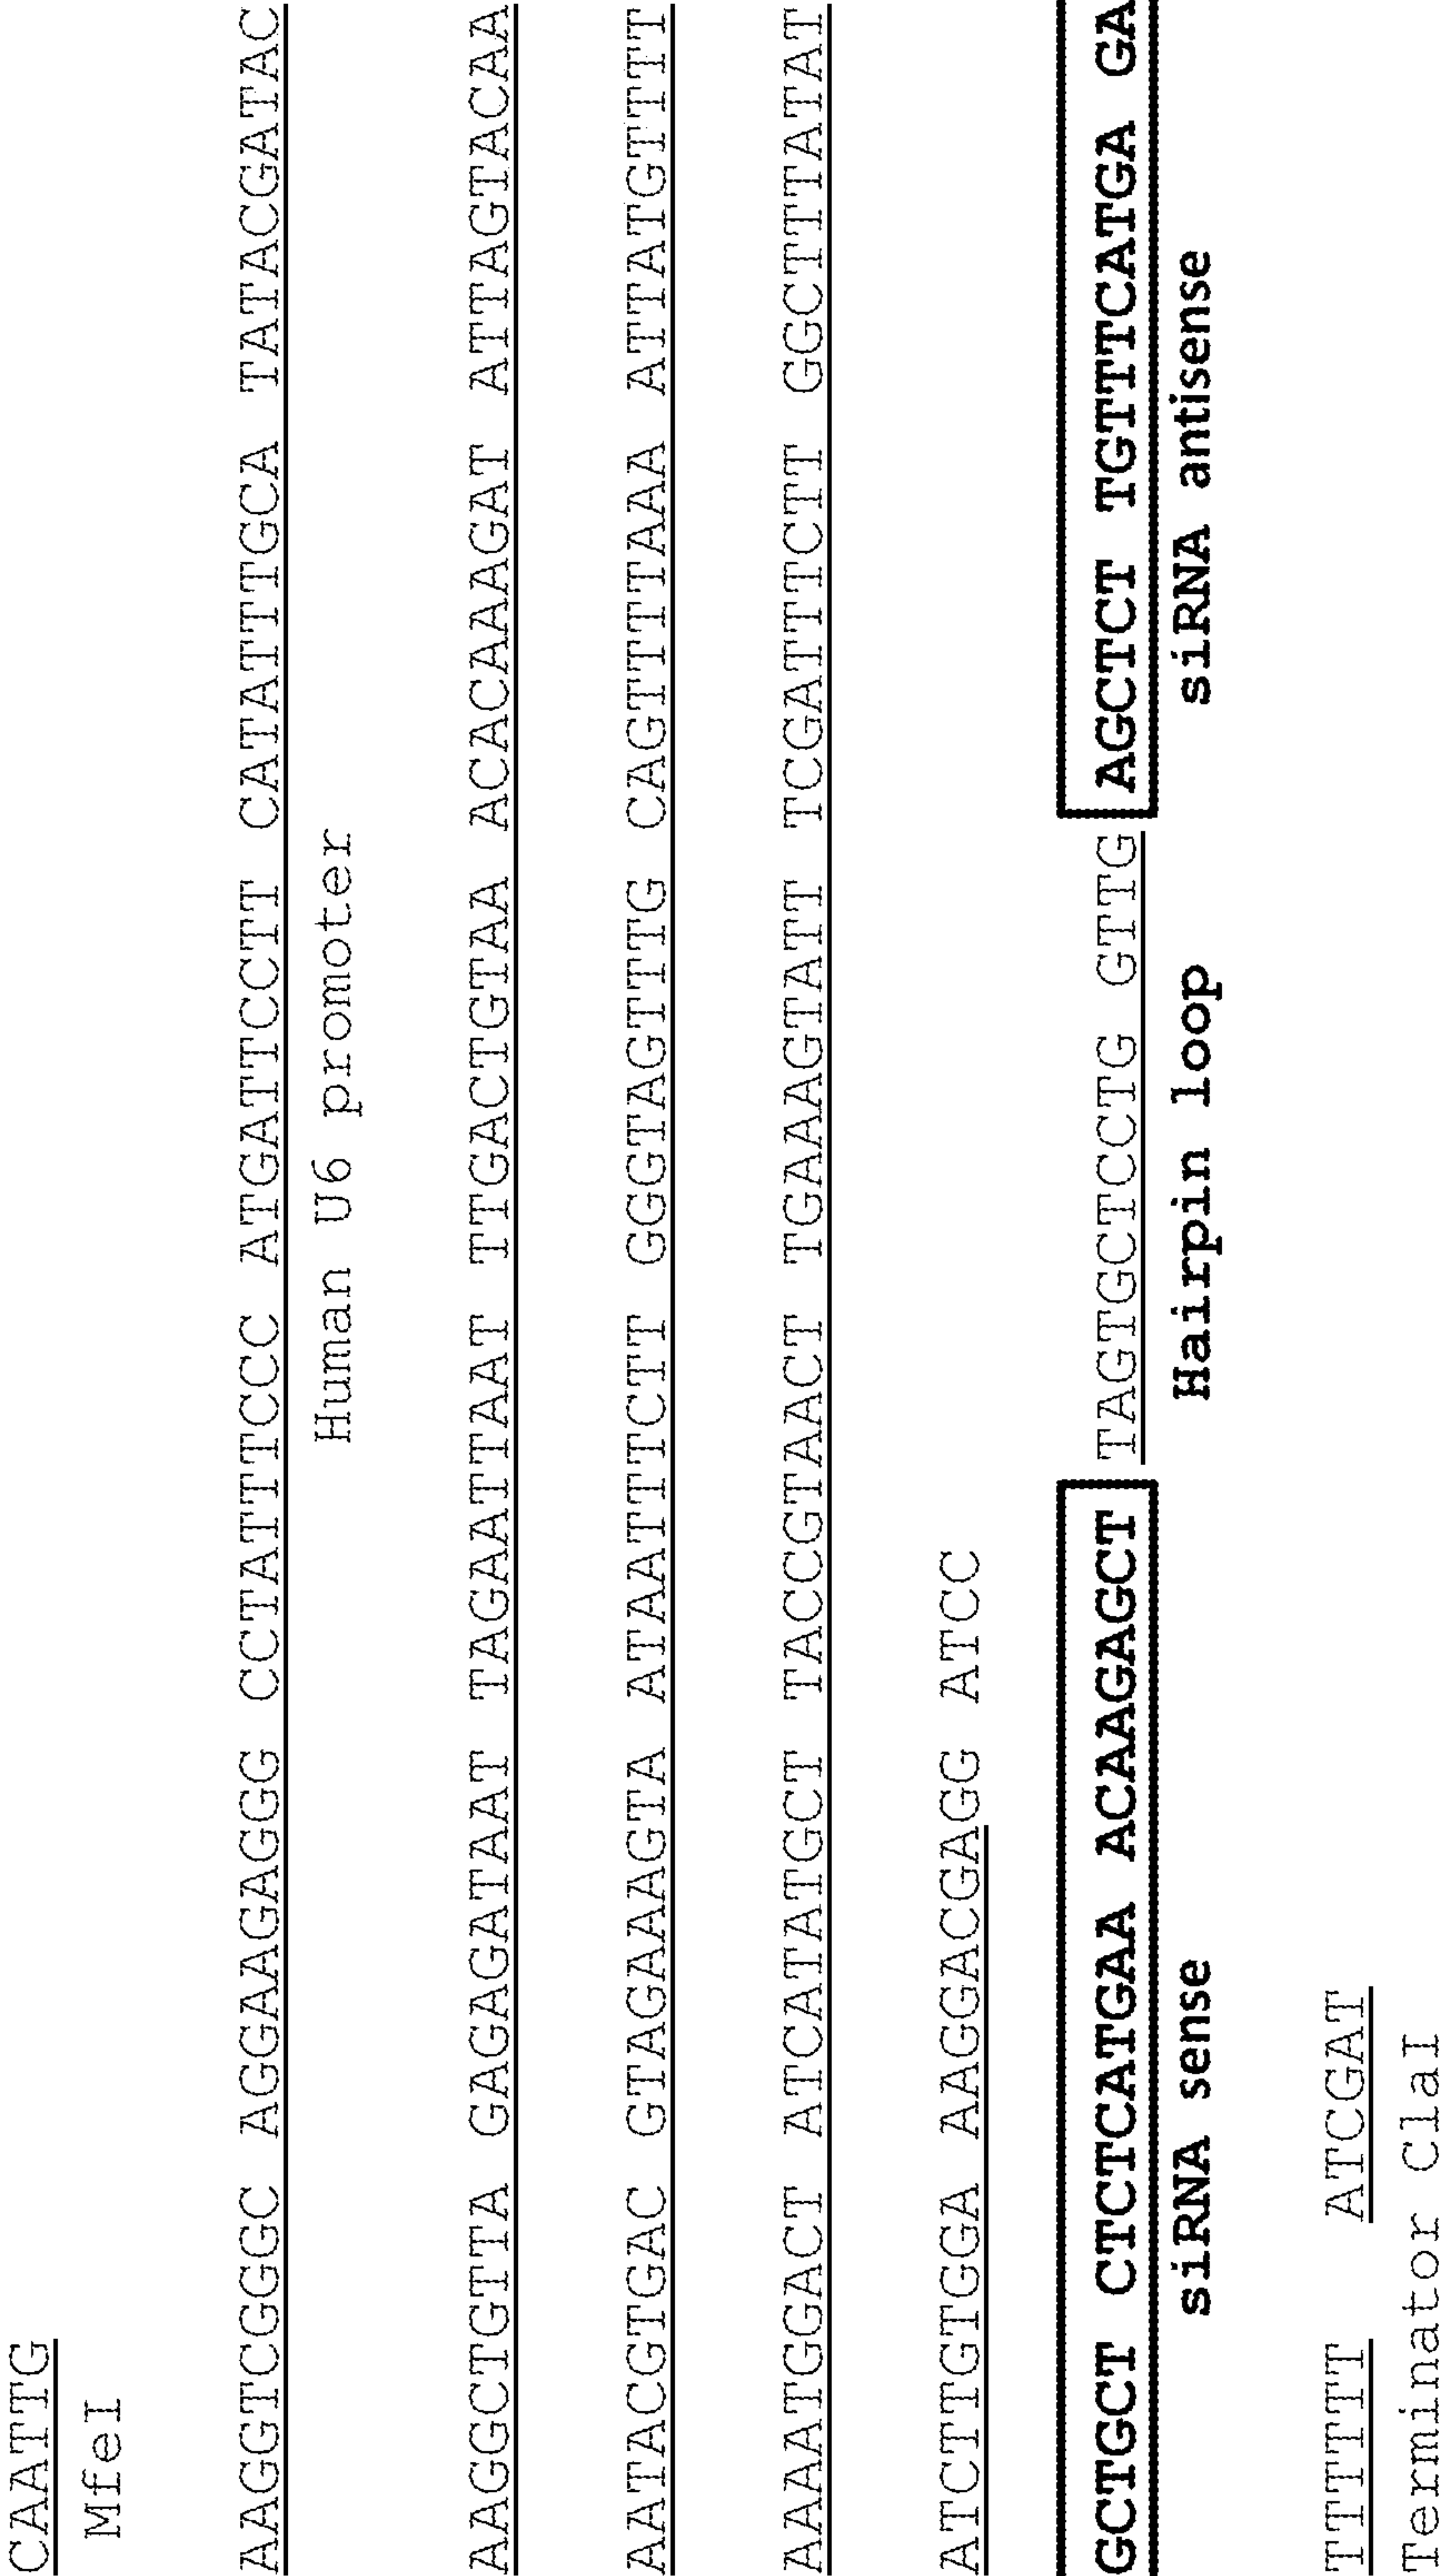 CAATTG
MfeI
AAGGTCGGGC AGGAAGAGGG CCTATTTCCC ATGATTCCTT CATATTTGCA TATACGATAC
Human U6 promoter
AAGGCTGTTA GAGAGATAAT TAGAATTAAT TTGACTGTAA ACACAAAGAT ATTAGTACAA
AATACGTGAC GTAGAAAGTA ATAATTTCTT GGGTAGTTTG CAGTTTTAAA ATTATGTTTT
AAAATGGACT ATCATATGCT TACCGTAACT TGAAAGTATT TCGATTTCTT GGCTTTATAT
ATCTTGTGGA AAGGACGAGG ATCC
GCTGCT CTCTCATGAA ACAAGAGCT TAGTGCTCCTG GTTG AGCTCT TGTTTCATGA GA
siRNA sense Hairpin loop siRNA antisense
TTTTTT ATCGAT
Terminator ClaI